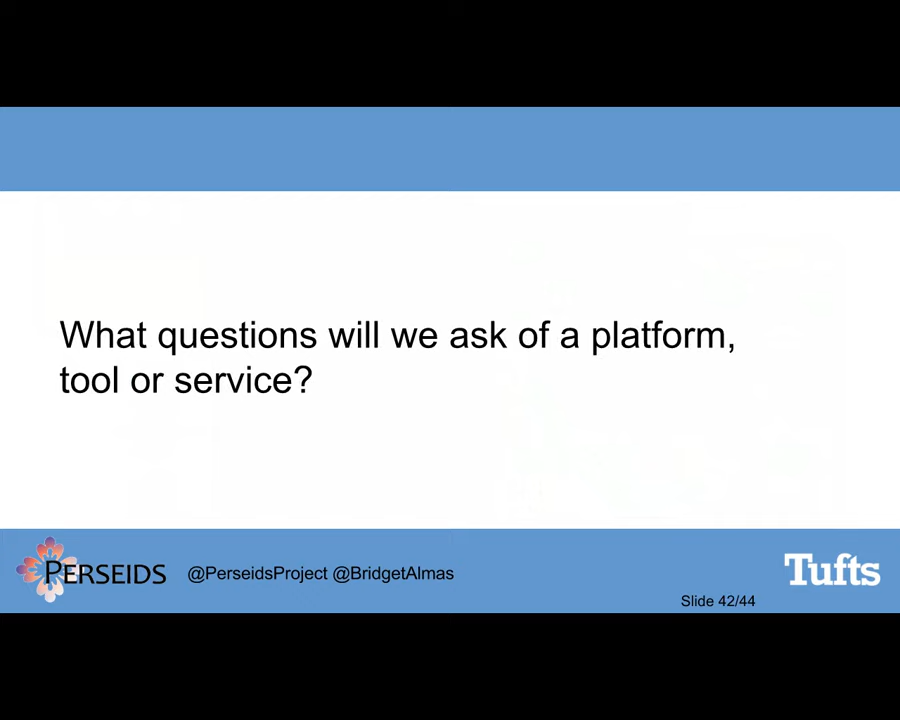 What questions will we ask of a platform,
tool or service?
PERSEIDS
@PerseidsProject @BridgetAlmas
Tufts
Slide 42/44